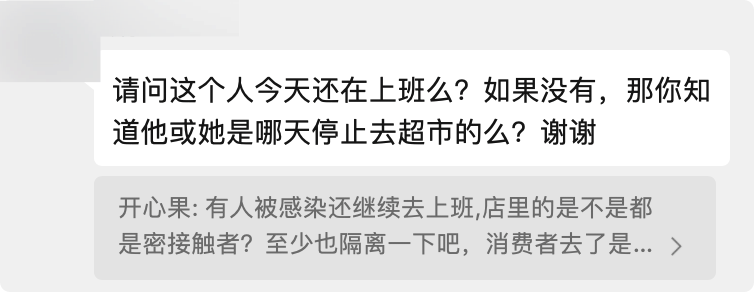 请问这个人今天还在上班么？如果没有，那你知
道他或她是哪天停止去超市的么？谢谢
开心果: 有人被感染还继续去上班,店里的是不是都
是密接触者？至少也隔离一下吧，消费者去了是...